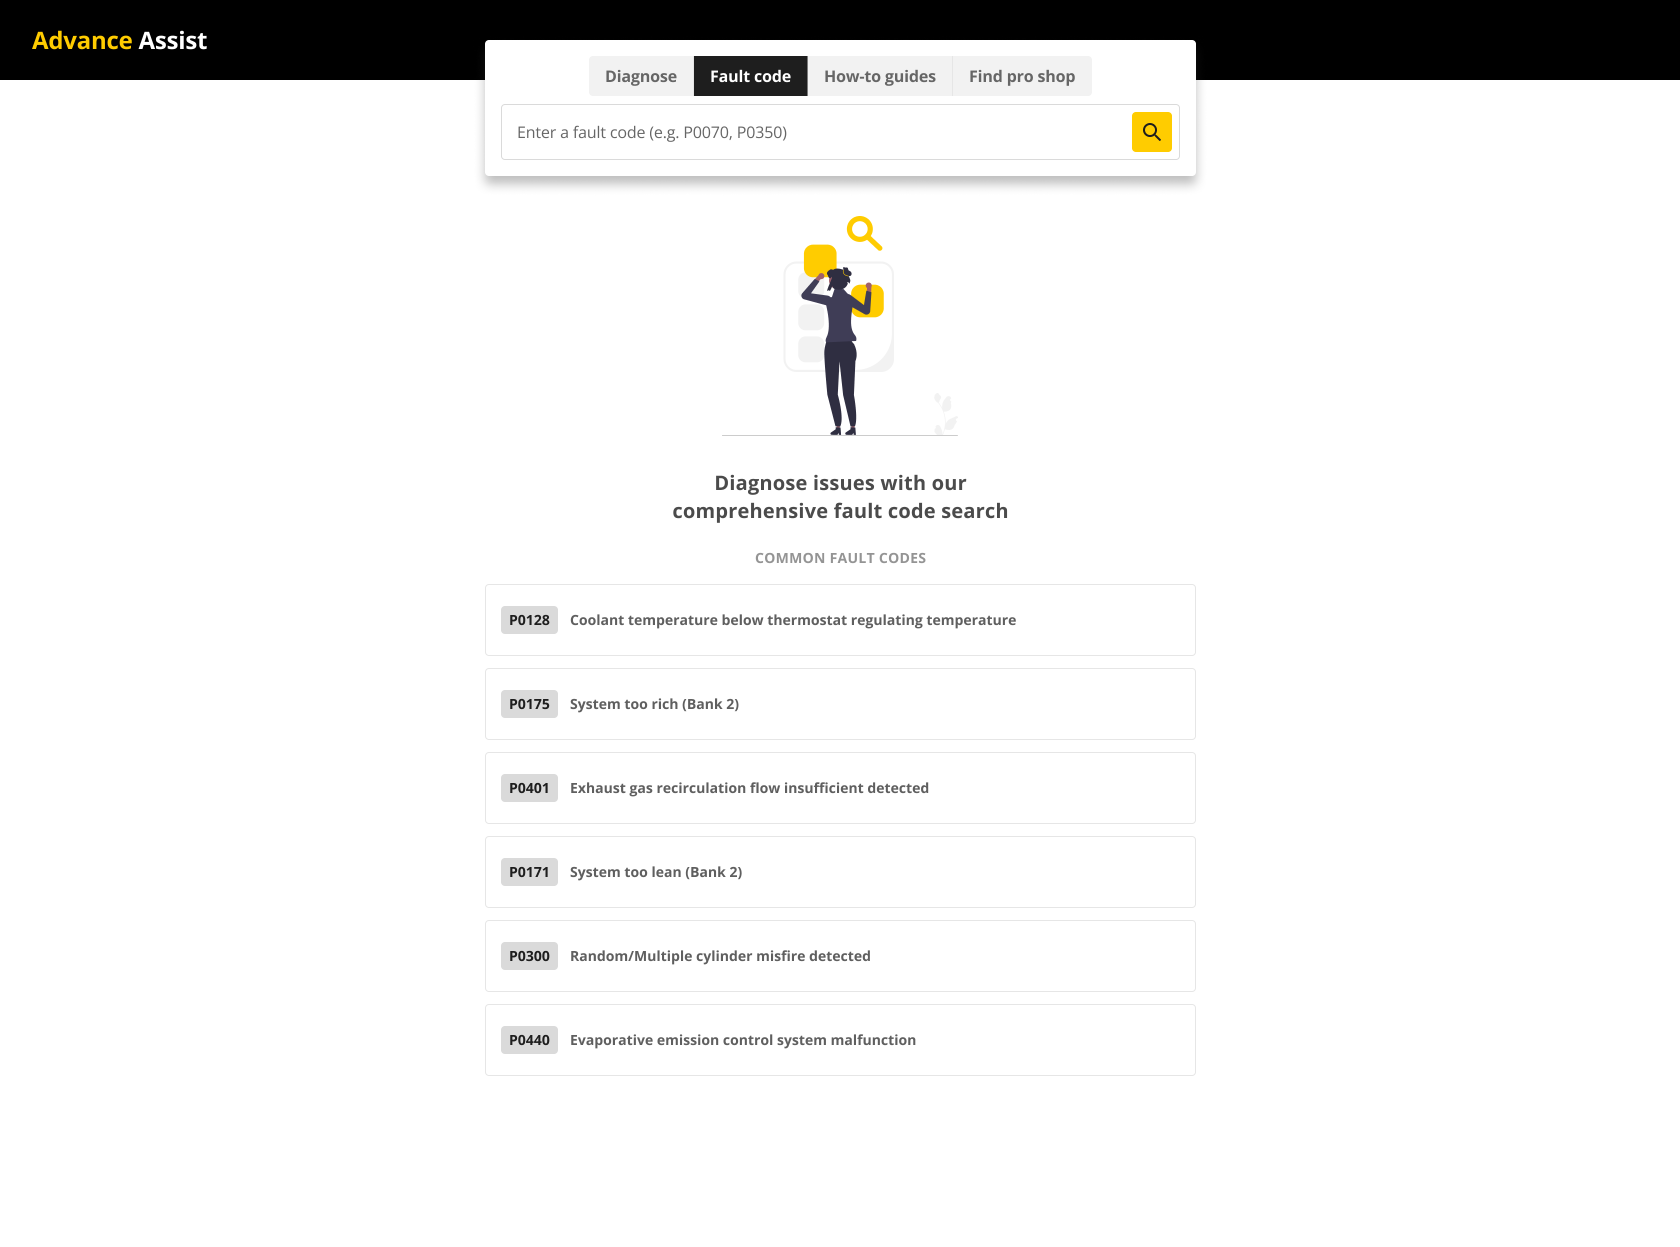 Advance Assist
Diagnose Fault code How-to guides Find pro shop
Enter a fault code (e.g. P0070, P0350)
Diagnose issues with our
comprehensive fault code search
COMMON FAULT CODES
P0128 Coolant temperature below thermostat regulating temperature
P0175 System too rich (Bank 2)
P0401 Exhaust gas recirculation flow insufficient detected
P0171 System too lean (Bank 2)
P0300 Random/Multiple cylinder misfire detected
P0440 Evaporative emission control system malfunction